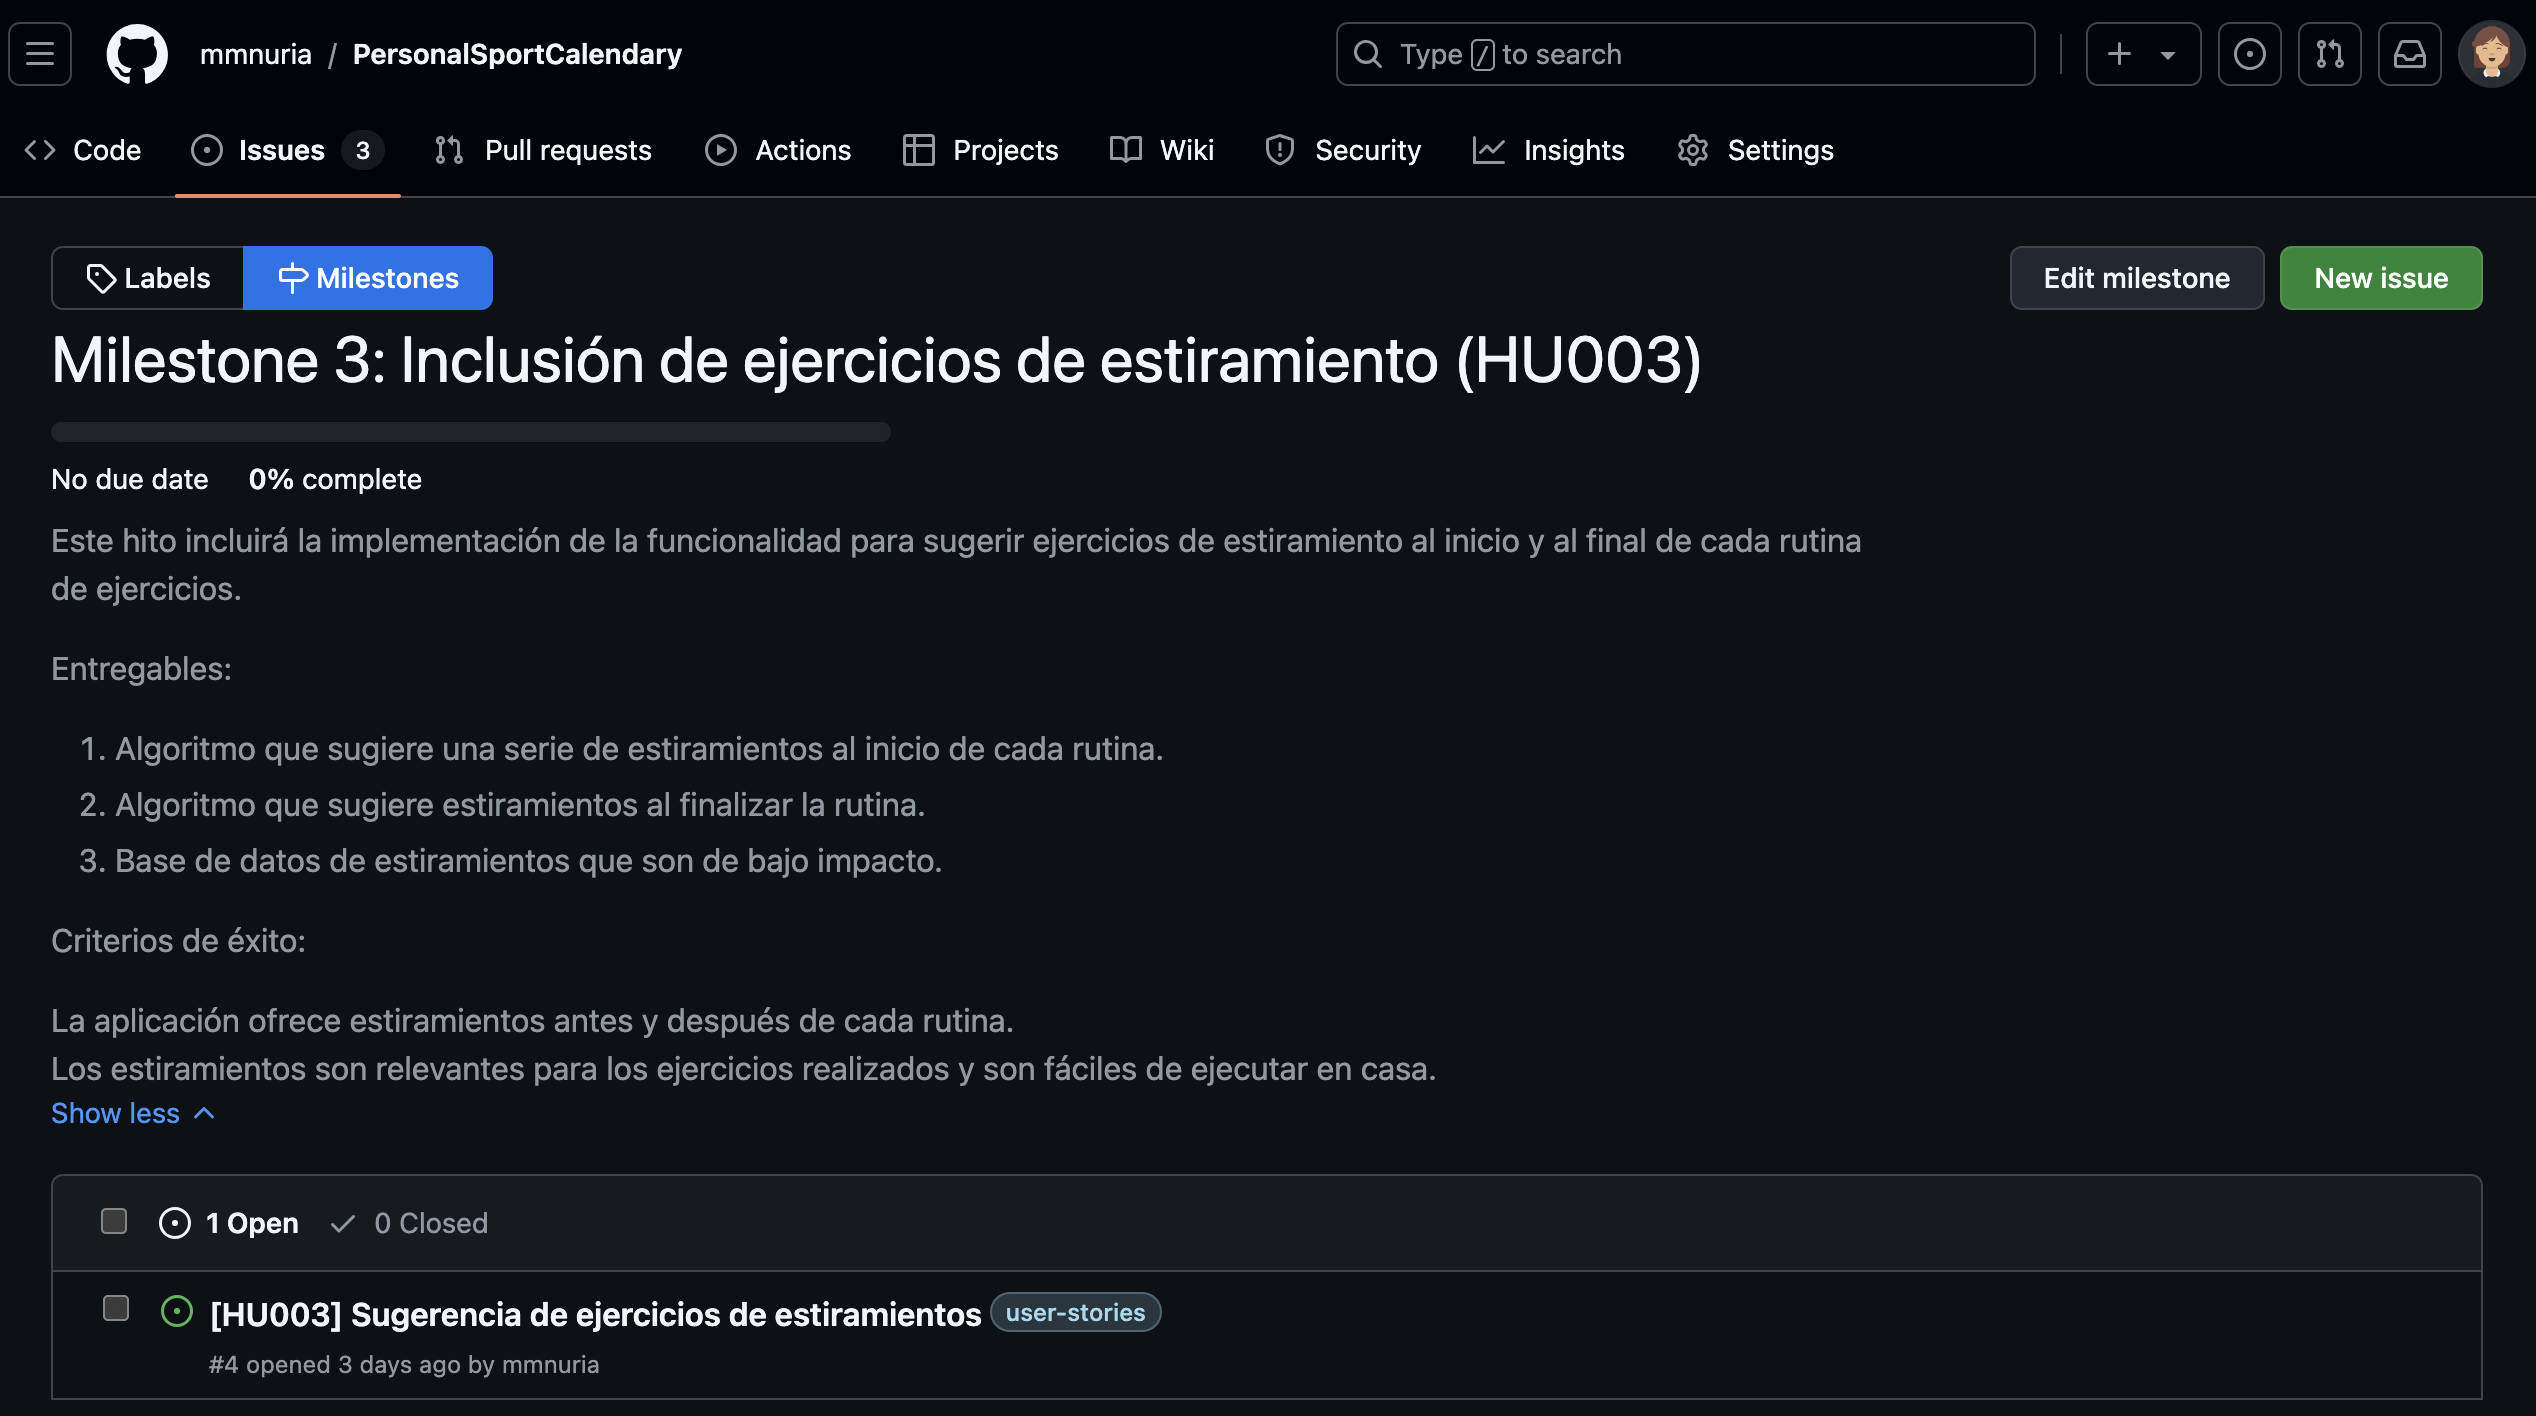 mmnuria / PersonalSportCalendary
Type / to search
Code
Issues 3
Pull requests
Actions
Projects
Wiki
Security
Insights
Settings
Labels
Milestones
Edit milestone
New issue
Milestone 3: Inclusión de ejercicios de estiramiento (HU003)
No due date 0% complete
Este hito incluirá la implementación de la funcionalidad para sugerir ejercicios de estiramiento al inicio y al final de cada rutina
de ejercicios.
Entregables:
1. Algoritmo que sugiere una serie de estiramientos al inicio de cada rutina.
2. Algoritmo que sugiere estiramientos al finalizar la rutina.
3. Base de datos de estiramientos que son de bajo impacto.
Criterios de éxito:
La aplicación ofrece estiramientos antes y después de cada rutina.
Los estiramientos son relevantes para los ejercicios realizados y son fáciles de ejecutar en casa.
Show less
1 Open 0 Closed
[HU003] Sugerencia de ejercicios de estiramientos user-stories
#4 opened 3 days ago by mmnuria